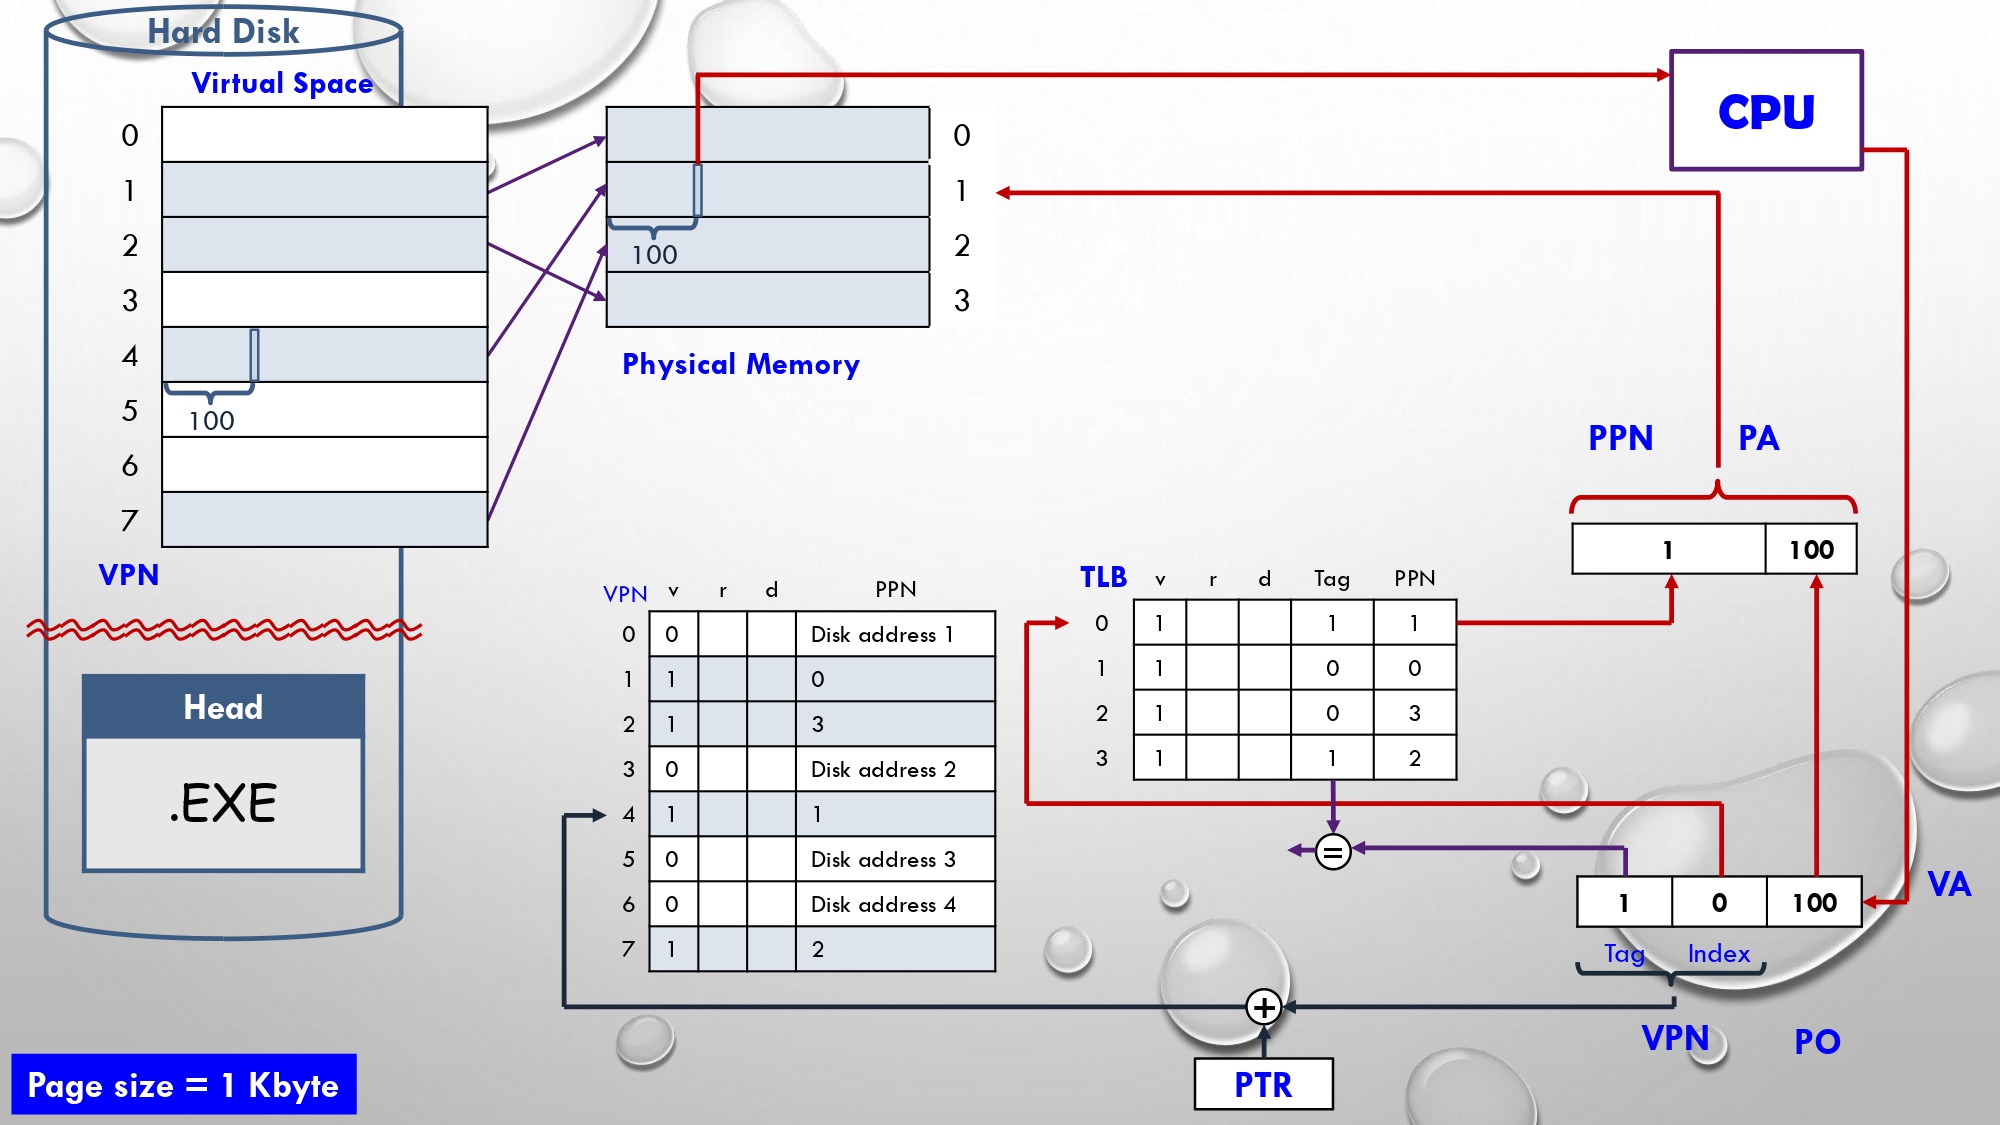 Hard Disk
Virtual Space
0
1
2
3
4
5
6
7
100
VPN
0
1
2
3
100
Physical Memory
CPU
PPN PA
1 100
VPN v r d PPN
0 0 Disk address 1
1 1 0
2 1 3
3 0 Disk address 2
4 1 1
5 0 Disk address 3
6 0 Disk address 4
7 1 2
TLB v r d Tag PPN
0 1 1 1
1 1 0 0
2 1 0 3
3 1 1 2
=
1 0 100
VA
Tag Index
VPN PO
+
PTR
Head
.EXE
Page size = 1 Kbyte